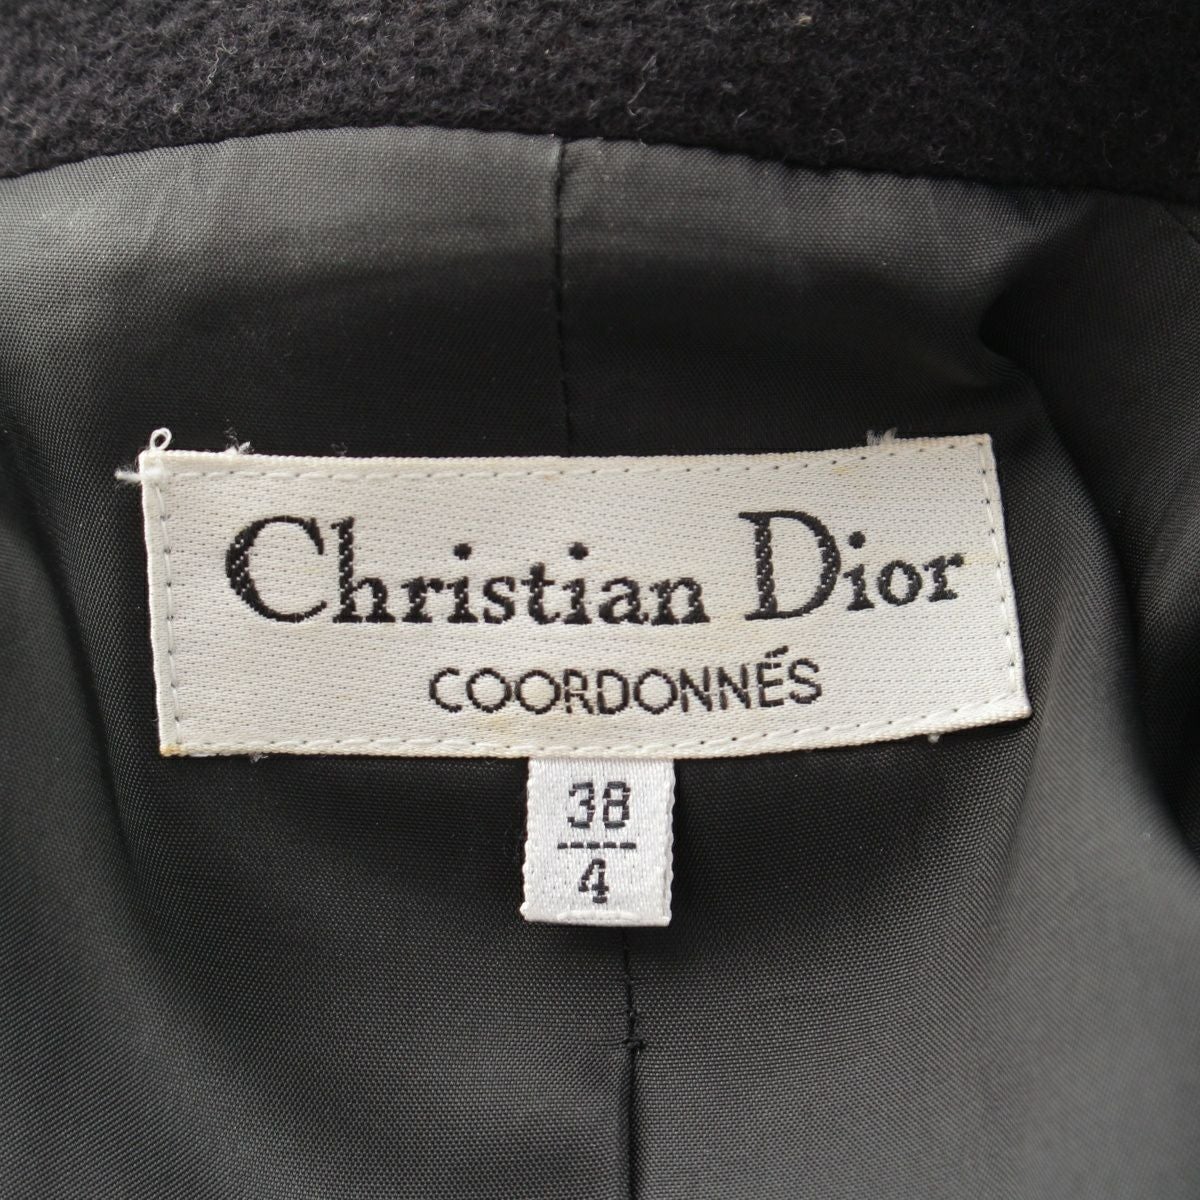 Christian Dior
COORDONNÉS
38
4